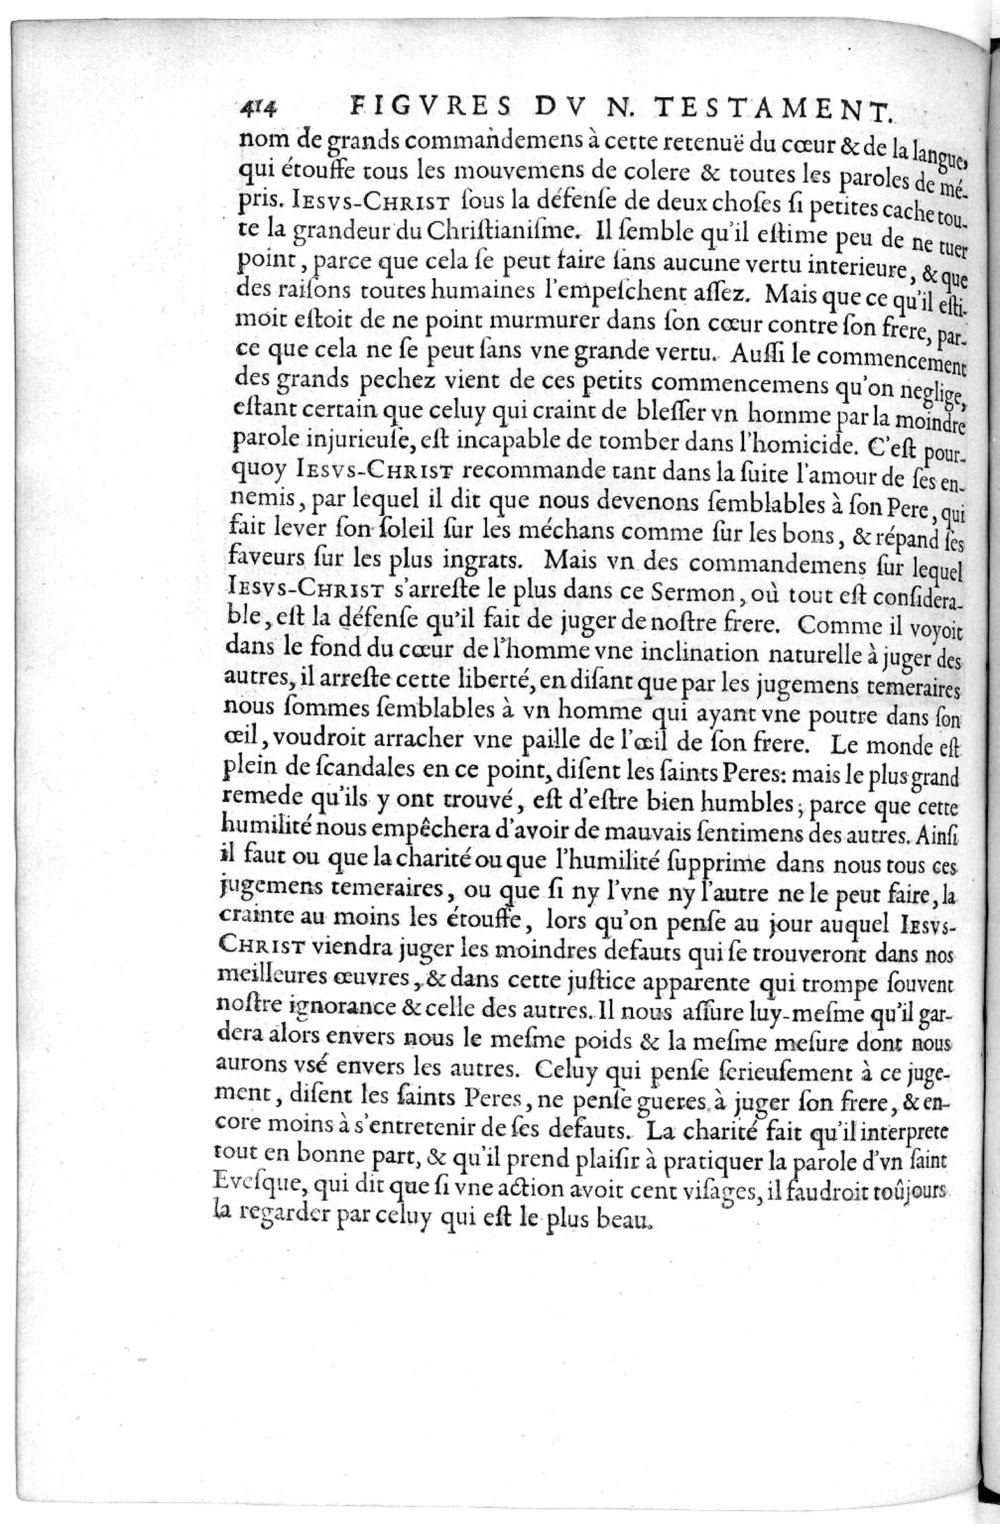 414 FIGVRES DV N. TESTAMENT.
nom de grands commandemens à cette retenuë du cœur & de la langue,
qui étouffe tous les mouvemens de colere & toutes les paroles de mé-
pris. IESVS-CHRIST ſous la défenſe de deux choſes ſi petites cache tou-
te la grandeur du Chriſtianiſme. Il ſemble qu'il eſtime peu de ne tuer
point, parce que cela ſe peut faire ſans aucune vertu interieure, & que
des raiſons toutes humaines l'empeſchent aſſez. Mais que ce qu'il eſti-
moit eſtoit de ne point murmurer dans ſon cœur contre ſon frere, par-
ce que cela ne ſe peut ſans vne grande vertu. Auſſi le commencement
des grands pechez vient de ces petits commencemens qu'on neglige,
eſtant certain que celuy qui craint de bleſſer vn homme par la moindre
parole injurieuſe, eſt incapable de tomber dans l'homicide. C'eſt pour-
quoy IESVS-CHRIST recommande tant dans la ſuite l'amour de ſes en-
nemis, par lequel il dit que nous devenons ſemblables à ſon Pere, qui
fait lever ſon ſoleil ſur les méchans comme ſur les bons, & répand ſes
faveurs ſur les plus ingrats. Mais vn des commandemens ſur lequel
IESVS-CHRIST s'arreſte le plus dans ce Sermon, où tout eſt conſidera-
ble, eſt la défenſe qu'il fait de juger de noſtre frere. Comme il voyoit
dans le fond du cœur de l'homme vne inclination naturelle à juger des
autres, il arreſte cette liberté, en diſant que par les jugemens temeraires
nous ſommes ſemblables à vn homme qui ayant vne poutre dans ſon
œil, voudroit arracher vne paille de l'œil de ſon frere. Le monde eſt
plein de ſcandales en ce point, diſent les ſaints Peres: mais le plus grand
remede qu'ils y ont trouvé, eſt d'eſtre bien humbles; parce que cette
humilité nous empêchera d'avoir de mauvais ſentimens des autres. Ainſi
il faut ou que la charité ou que l'humilité ſupprime dans nous tous ces
jugemens temeraires, ou que ſi ny l'vne ny l'autre ne le peut faire, la
crainte au moins les étouffe, lors qu'on penſe au jour auquel IESVS-
CHRIST viendra juger les moindres defauts qui ſe trouveront dans nos
meilleures œuvres, & dans cette juſtice apparente qui trompe ſouvent
noſtre ignorance & celle des autres. Il nous aſſure luy-meſme qu'il gar-
dera alors envers nous le meſme poids & la meſme meſure dont nous
aurons vsé envers les autres. Celuy qui penſe ſerieuſement à ce juge-
ment, diſent les ſaints Peres, ne penſe gueres à juger ſon frere, & en-
core moins à s'entretenir de ſes defauts. La charité fait qu'il interprete
tout en bonne part, & qu'il prend plaiſir à pratiquer la parole d'vn ſaint
Eveſque, qui dit que ſi vne action avoit cent viſages, il faudroit toûjours
la regarder par celuy qui eſt le plus beau.